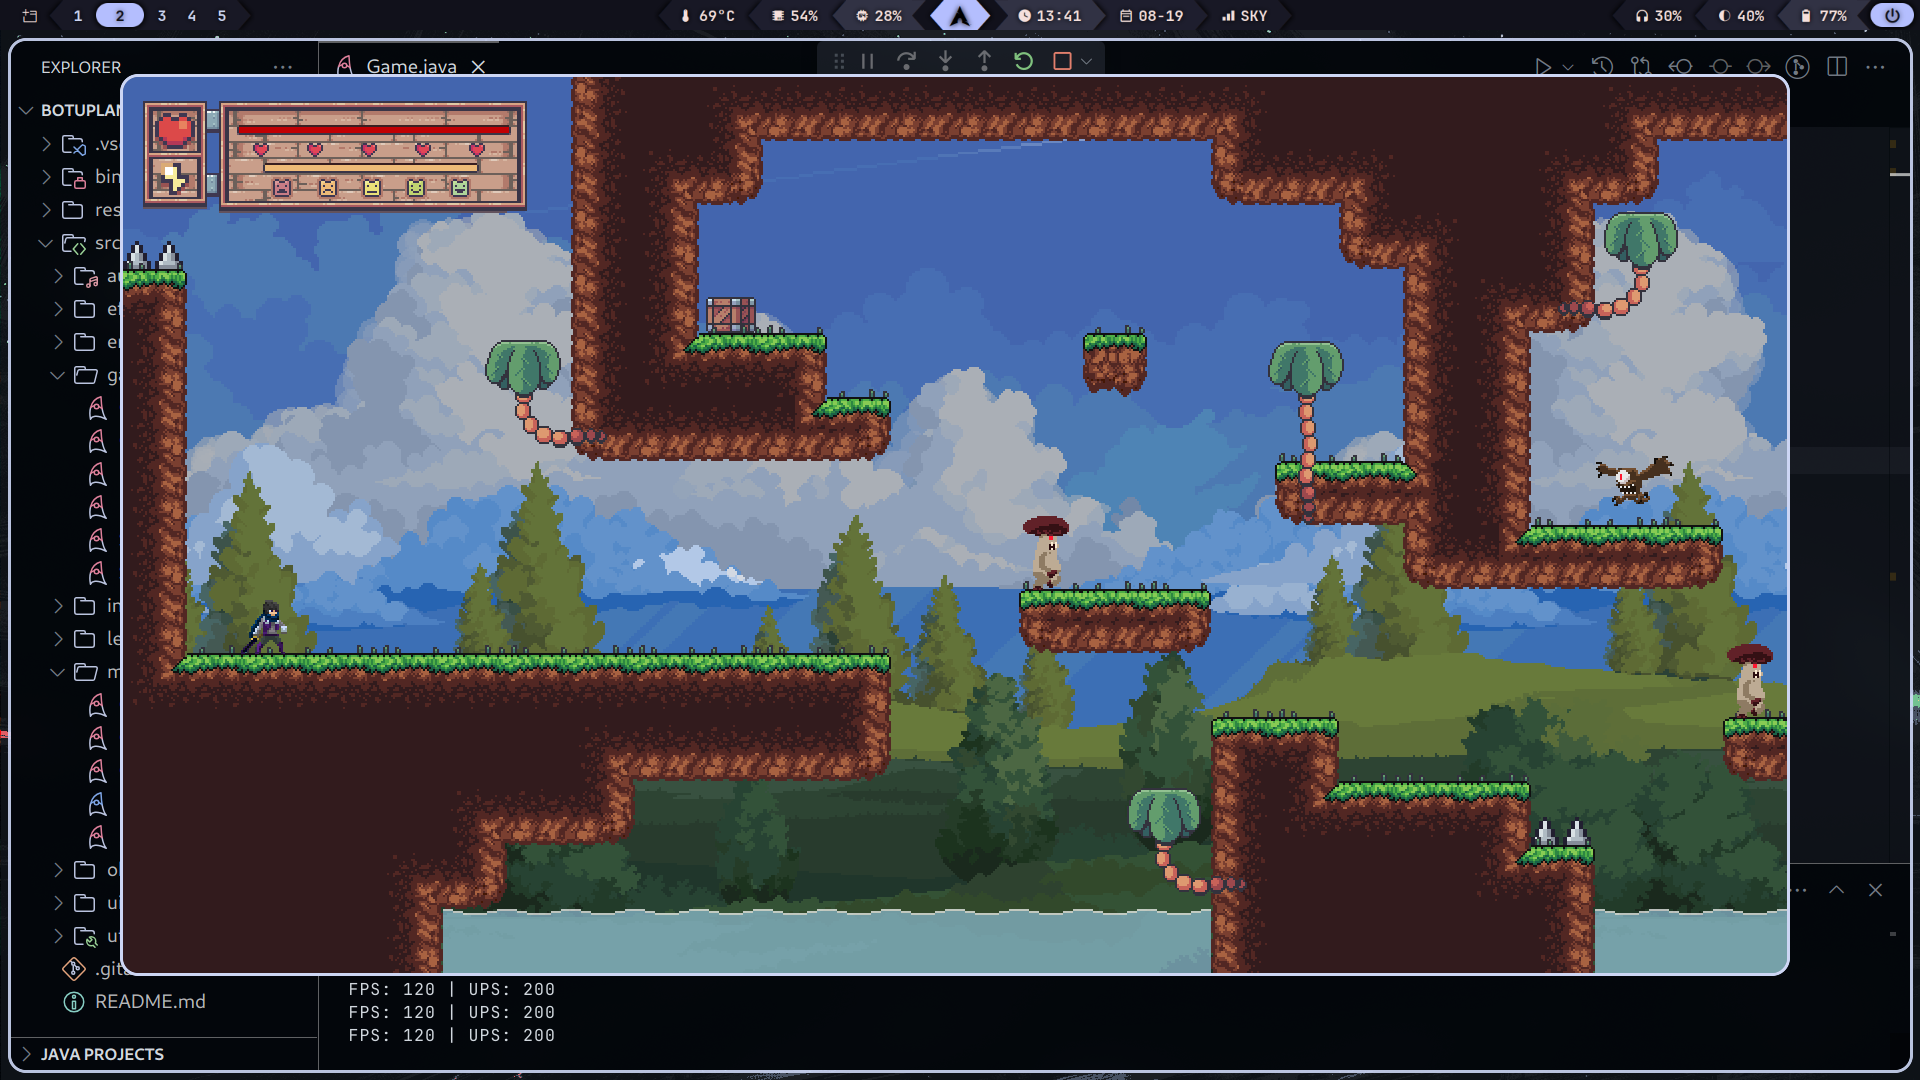 1 2 3 4 5
69°C 54% 28% 13:41 08-19 SKY 30% 40% 77%
EXPLORER
Game.java
BOTUPLAN
.vs
bin
res
src
README.md
JAVA PROJECTS
FPS: 120 | UPS: 200
FPS: 120 | UPS: 200
FPS: 120 | UPS: 200